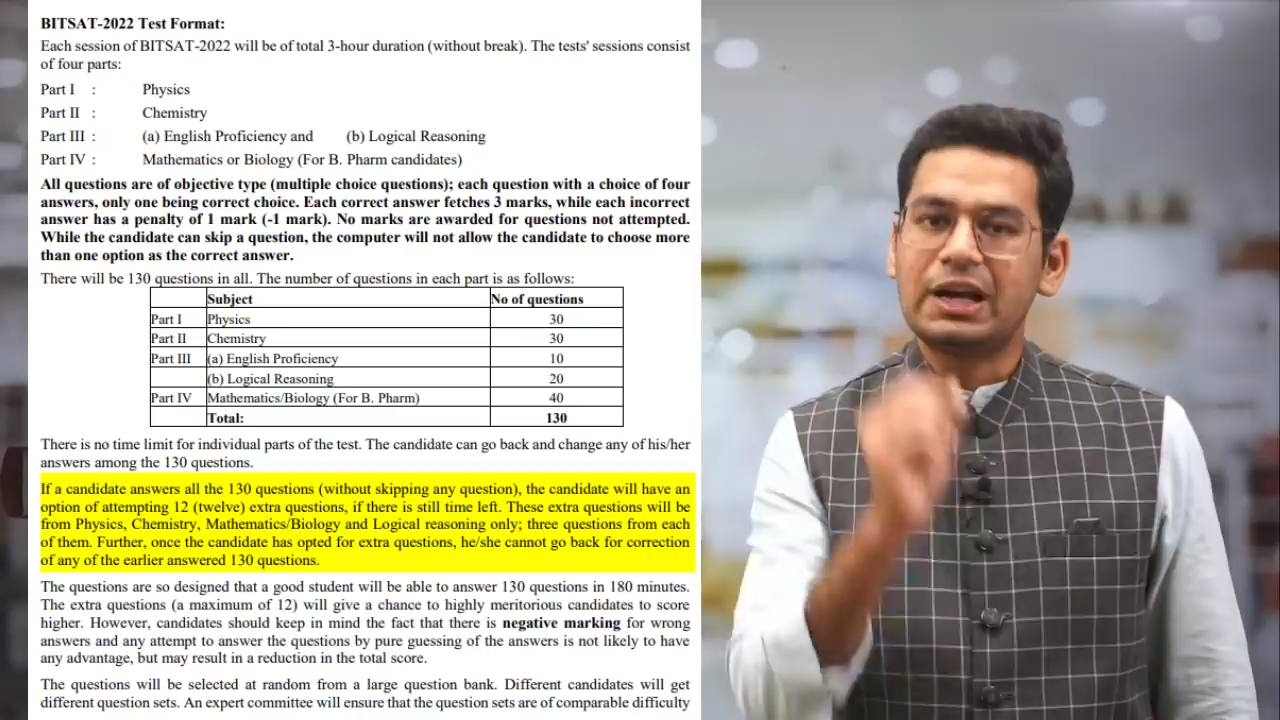 BITSAT-2022 Test Format:
Each session of BITSAT-2022 will be of total 3-hour duration (without break). The tests' sessions consist
of four parts:
Part I : Physics
Part II : Chemistry
Part III : (a) English Proficiency and (b) Logical Reasoning
Part IV : Mathematics or Biology (For B. Pharm candidates)
All questions are of objective type (multiple choice questions); each question with a choice of four
answers, only one being correct choice. Each correct answer fetches 3 marks, while each incorrect
answer has a penalty of 1 mark (-1 mark). No marks are awarded for questions not attempted.
While the candidate can skip a question, the computer will not allow the candidate to choose more
than one option as the correct answer.
There will be 130 questions in all. The number of questions in each part is as follows:
Subject No of questions
Part I Physics 30
Part II Chemistry 30
Part III (a) English Proficiency 10
(b) Logical Reasoning 20
Part IV Mathematics/Biology (For B. Pharm) 40
Total: 130
There is no time limit for individual parts of the test. The candidate can go back and change any of his/her
answers among the 130 questions.
If a candidate answers all the 130 questions (without skipping any question), the candidate will have an
option of attempting 12 (twelve) extra questions, if there is still time left. These extra questions will be
from Physics, Chemistry, Mathematics/Biology and Logical reasoning only; three questions from each
of them. Further, once the candidate has opted for extra questions, he/she cannot go back for correction
of any of the earlier answered 130 questions.
The questions are so designed that a good student will be able to answer 130 questions in 180 minutes.
The extra questions (a maximum of 12) will give a chance to highly meritorious candidates to score
higher. However, candidates should keep in mind the fact that there is negative marking for wrong
answers and any attempt to answer the questions by pure guessing of the answers is not likely to have
any advantage, but may result in a reduction in the total score.
The questions will be selected at random from a large question bank. Different candidates will get
different question sets. An expert committee will ensure that the question sets are of comparable difficulty